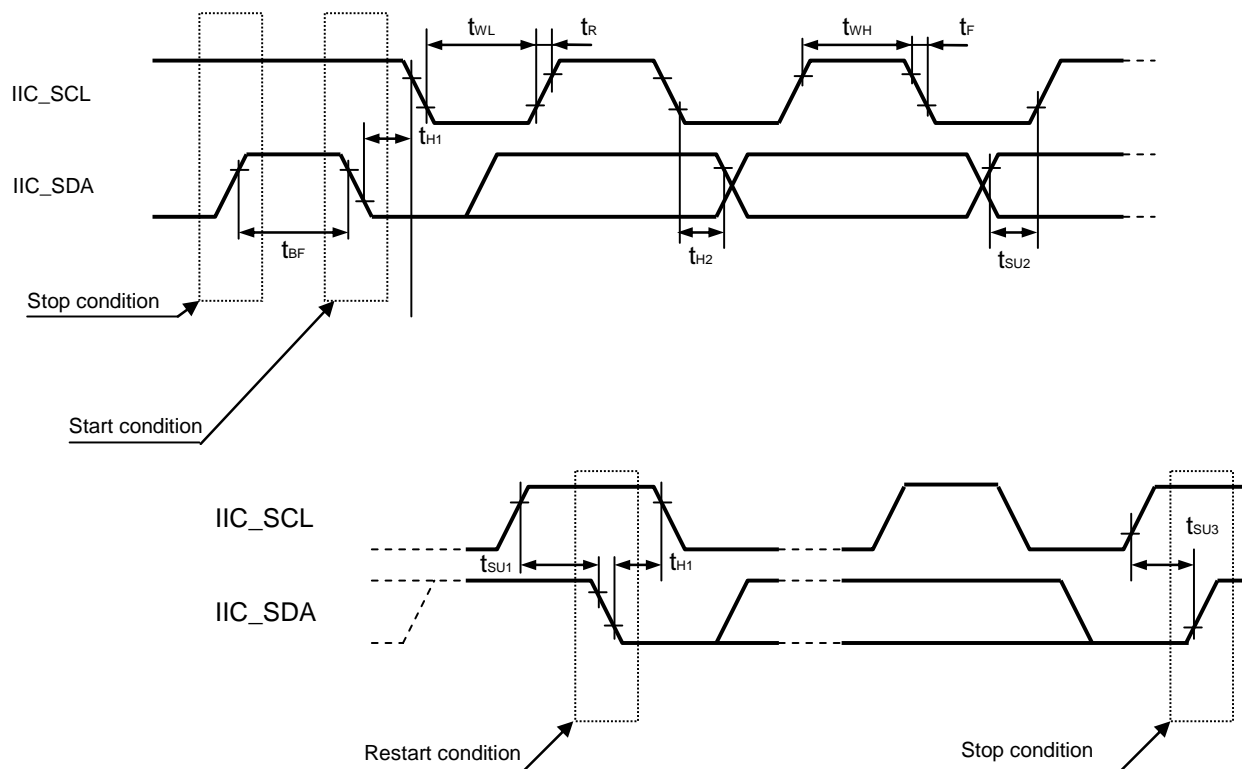 tWL tR tWH tF
IIC_SCL
tH1
IIC_SDA
tBF tH2 tSU2
Stop condition
Start condition
IIC_SCL
tSU3
tSU1 tH1
IIC_SDA
Restart condition Stop condition